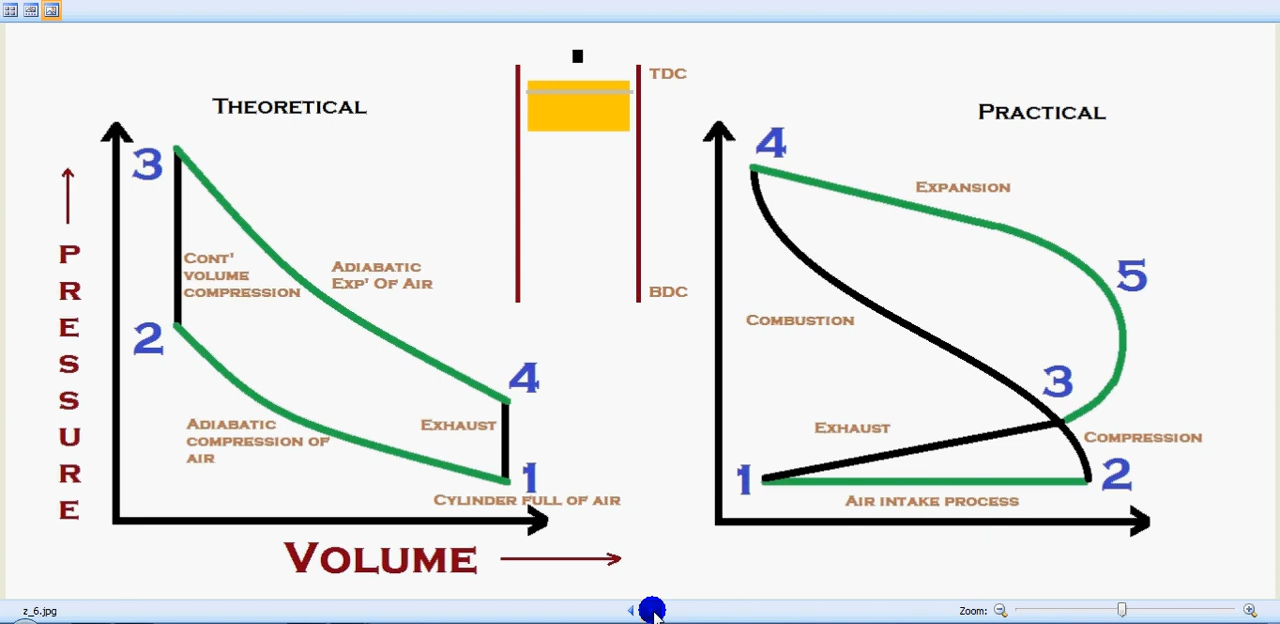 THEORETICAL
3
CONT'
VOLUME
COMPRESSION
ADIABATIC
EXP' OF AIR
2
4
ADIABATIC
COMPRESSION OF
AIR
EXHAUST
1
CYLINDER FULL OF AIR
PRESSURE
VOLUME
TDC
BDC
PRACTICAL
4
EXPANSION
5
COMBUSTION
3
EXHAUST
COMPRESSION
1
2
AIR INTAKE PROCESS
z_6.jpg
Zoom: